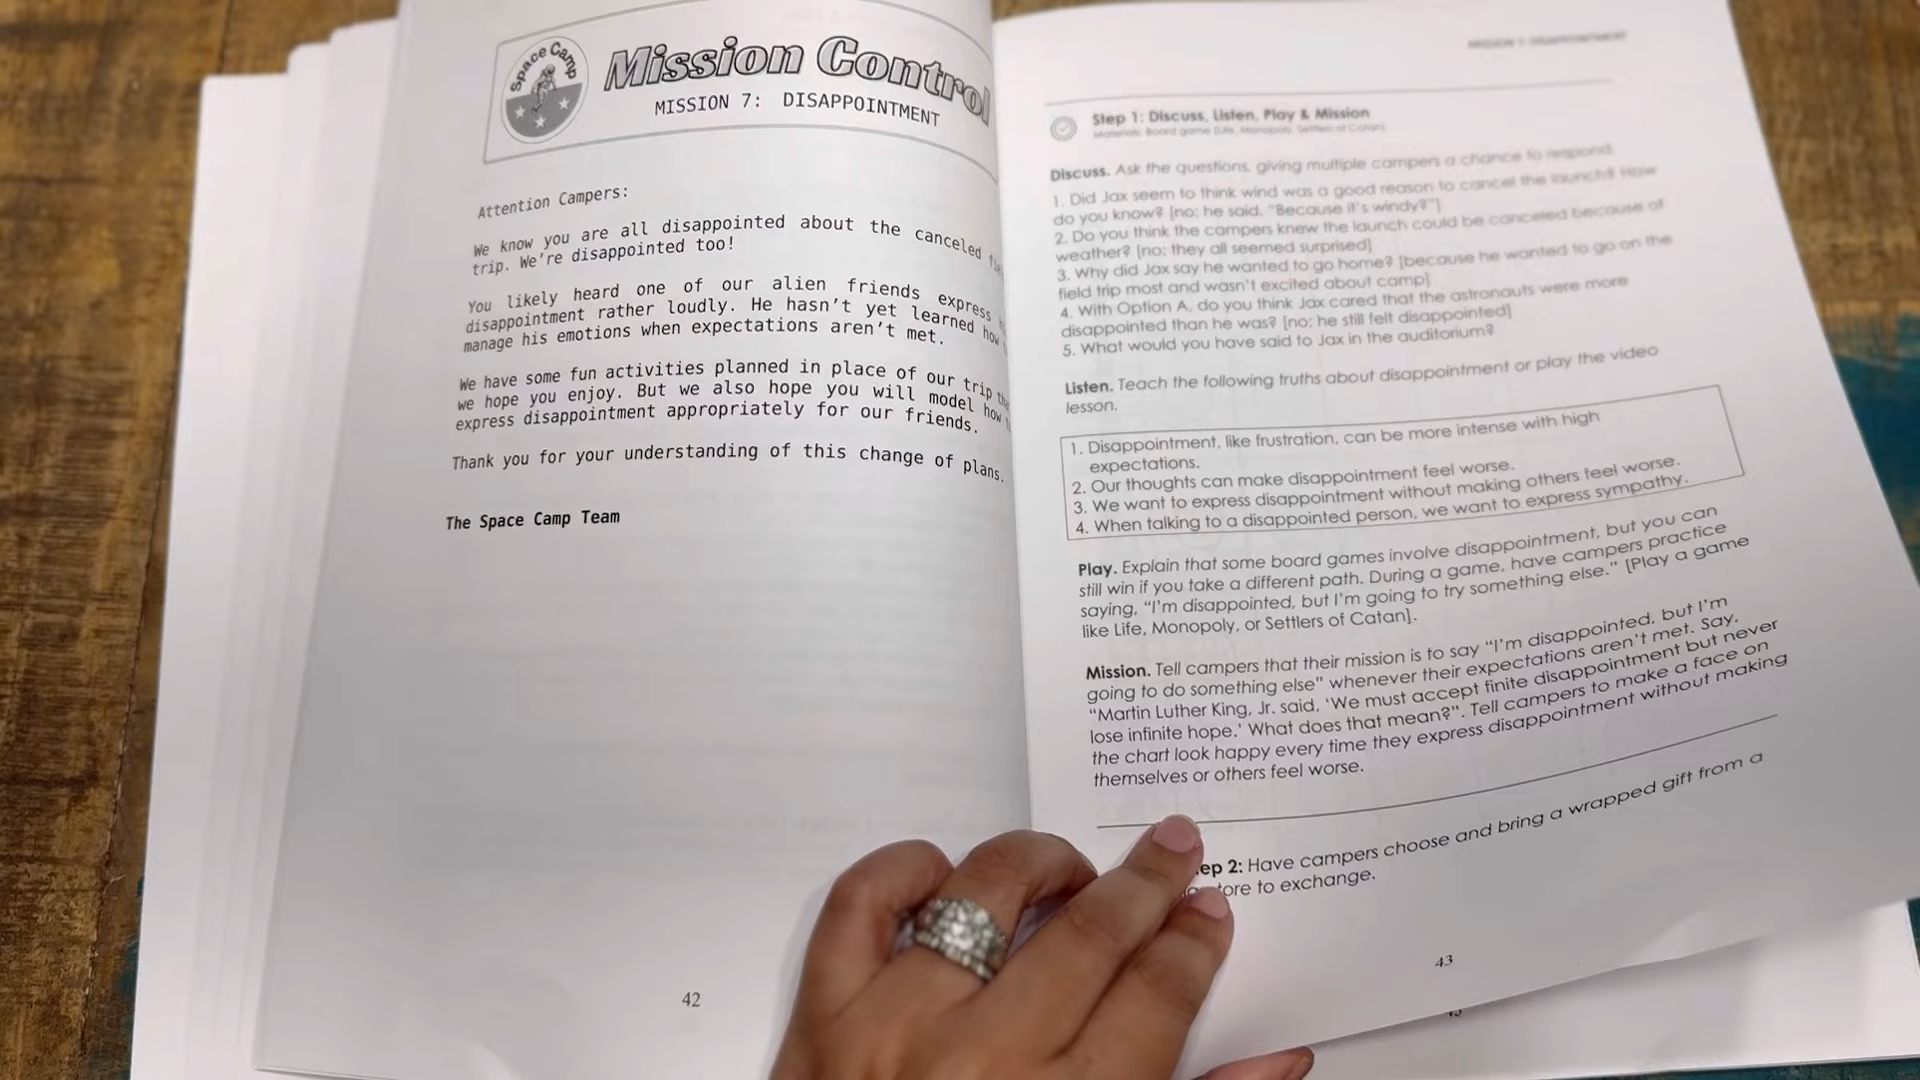 Space Camp
Mission Control
MISSION 7: DISAPPOINTMENT
Attention Campers:
We know you are all disappointed about the canceled
trip. We're disappointed too!
You likely heard one of our alien friends express
disappointment rather loudly. He hasn't yet learned how
manage his emotions when expectations aren't met.
We have some fun activities planned in place of our trip
we hope you enjoy. But we also hope you will model how
express disappointment appropriately for our friends.
Thank you for your understanding of this change of plans.
The Space Camp Team
42
MISSION 7: DISAPPOINTMENT
Step 1: Discuss, Listen, Play & Mission
Materials: Board game (Life, Monopoly, Settlers of Catan)
Discuss. Ask the questions, giving multiple campers a chance to respond.
1. Did Jax seem to think wind was a good reason to cancel the launch? How
do you know? [no; he said, "Because it's windy?"]
2. Do you think the campers knew the launch could be canceled because of
weather? [no; they all seemed surprised]
3. Why did Jax say he wanted to go home? [because he wanted to go on the
field trip most and wasn't excited about camp]
4. With Option A, do you think Jax cared that the astronauts were more
disappointed than he was? [no; he still felt disappointed]
5. What would you have said to Jax in the auditorium?
Listen. Teach the following truths about disappointment or play the video
lesson.
1. Disappointment, like frustration, can be more intense with high
expectations.
2. Our thoughts can make disappointment feel worse.
3. We want to express disappointment without making others feel worse.
4. When talking to a disappointed person, we want to express sympathy.
Play. Explain that some board games involve disappointment, but you can
still win if you take a different path. During a game, have campers practice
saying, "I'm disappointed, but I'm going to try something else." [Play a game
like Life, Monopoly, or Settlers of Catan].
Mission. Tell campers that their mission is to say "I'm disappointed, but I'm
going to do something else" whenever their expectations aren't met. Say,
"Martin Luther King, Jr. said, 'We must accept finite disappointment but never
lose infinite hope.' What does that mean?". Tell campers to make a face on
the chart look happy every time they express disappointment without making
themselves or others feel worse.
ep 2: Have campers choose and bring a wrapped gift from a
tore to exchange.
43